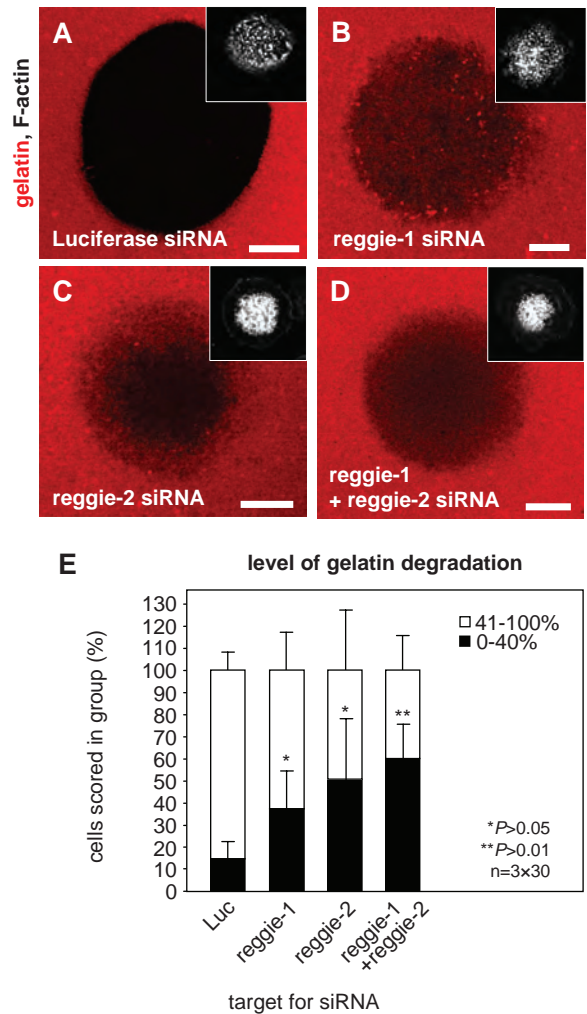 gelatin, F-actin
A
Luciferase siRNA
B
reggie-1 siRNA
C
reggie-2 siRNA
D
reggie-1
+ reggie-2 siRNA
E
level of gelatin degradation
cells scored in group (%)
130
120
110
100
90
80
70
60
50
40
30
20
10
0
41-100%
0-40%
*
*
**
*P>0.05
**P>0.01
n=3×30
Luc
reggie-1
reggie-2
reggie-1
+reggie-2
target for siRNA